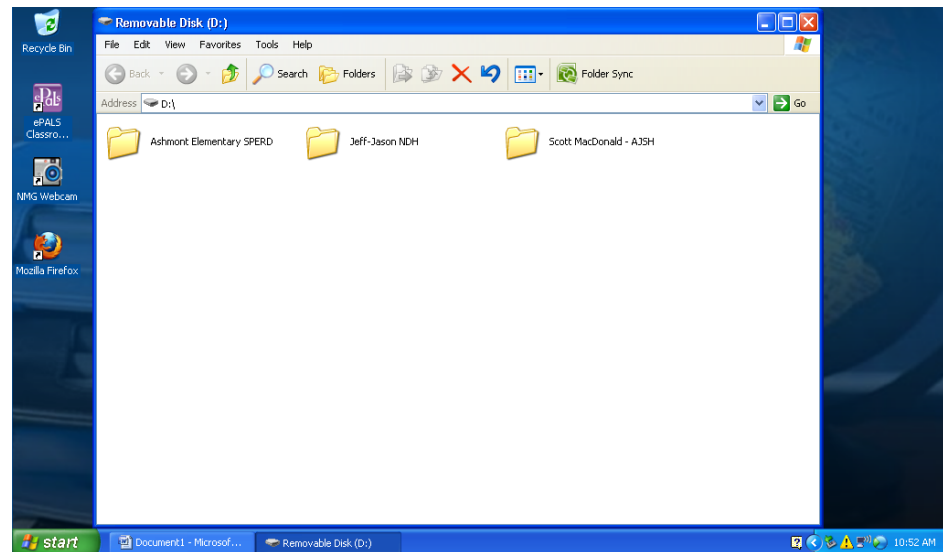 Recycle Bin
ePALS
ePALS
Classro...
NMG Webcam
Mozilla Firefox
Removable Disk (D:)
File Edit View Favorites Tools Help
Back Search Folders Folder Sync
Address D:\ Go
Ashmont Elementary SPERD Jeff-Jason NDH Scott MacDonald - AJSH
start Document1 - Microsof... Removable Disk (D:) 10:52 AM